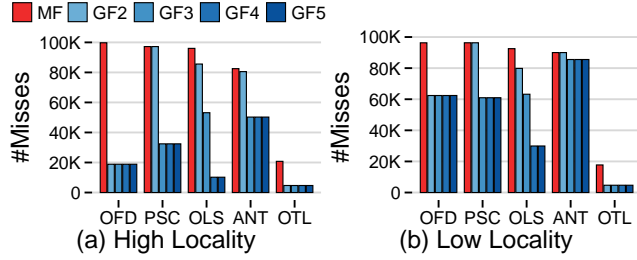 MF GF2 GF3 GF4 GF5
#Misses
100K
80K
60K
40K
20K
0
OFD PSC OLS ANT OTL
(a) High Locality
#Misses
100K
80K
60K
40K
20K
0
OFD PSC OLS ANT OTL
(b) Low Locality